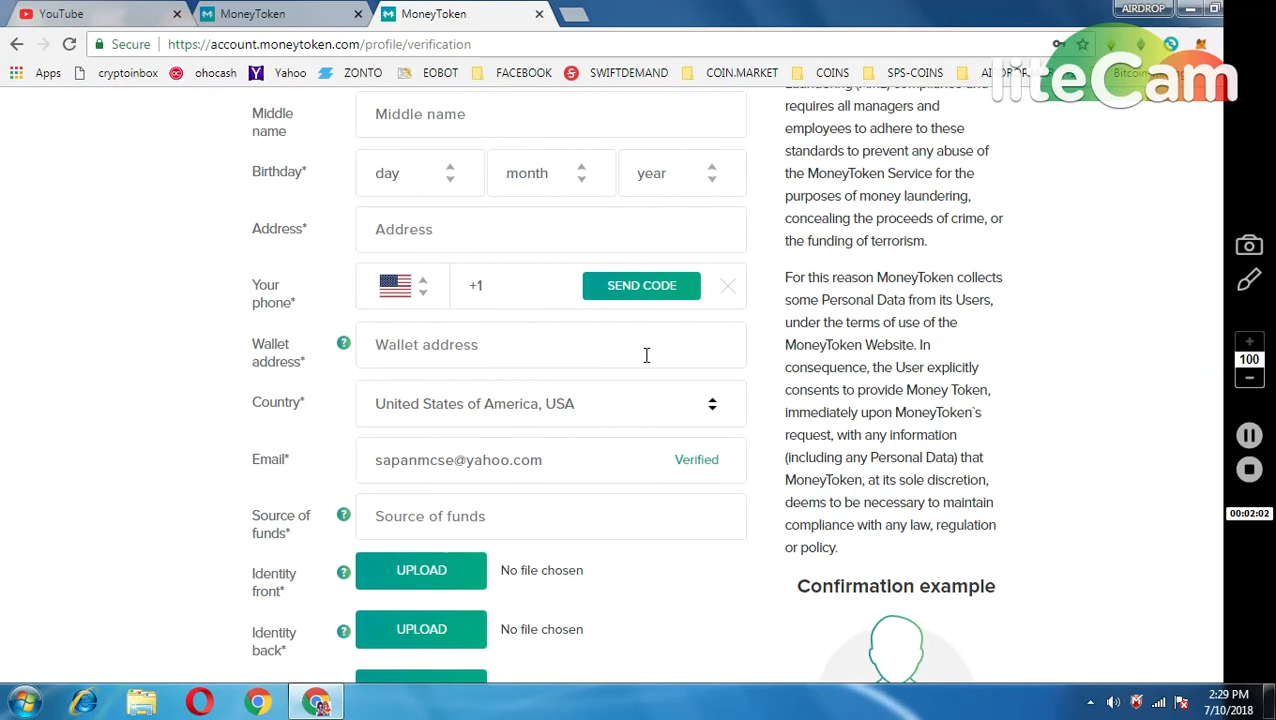 YouTube
MoneyToken
MoneyToken
AIRDROP
Secure
https://account.moneytoken.com/profile/verification
Apps
cryptoinbox
ohocash
Yahoo
ZONTO
EOBOT
FACEBOOK
SWIFTDEMAND
COIN.MARKET
COINS
SPS-COINS
liteCam
Middle name
Middle name
Birthday*
day
month
year
Address*
Address
Your phone*
+1
SEND CODE
Wallet address*
Wallet address
Country*
United States of America, USA
Email*
sapanmcse@yahoo.com
Verified
Source of funds*
Source of funds
Identity front*
UPLOAD
No file chosen
Identity back*
UPLOAD
No file chosen
requires all managers and
employees to adhere to these
standards to prevent any abuse of
the MoneyToken Service for the
purposes of money laundering,
concealing the proceeds of crime, or
the funding of terrorism.
For this reason MoneyToken collects
some Personal Data from its Users,
under the terms of use of the
MoneyToken Website. In
consequence, the User explicitly
consents to provide Money Token,
immediately upon MoneyToken`s
request, with any information
(including any Personal Data) that
MoneyToken, at its sole discretion,
deems to be necessary to maintain
compliance with any law, regulation
or policy.
Confirmation example
100
00:02:02
2:29 PM
7/10/2018